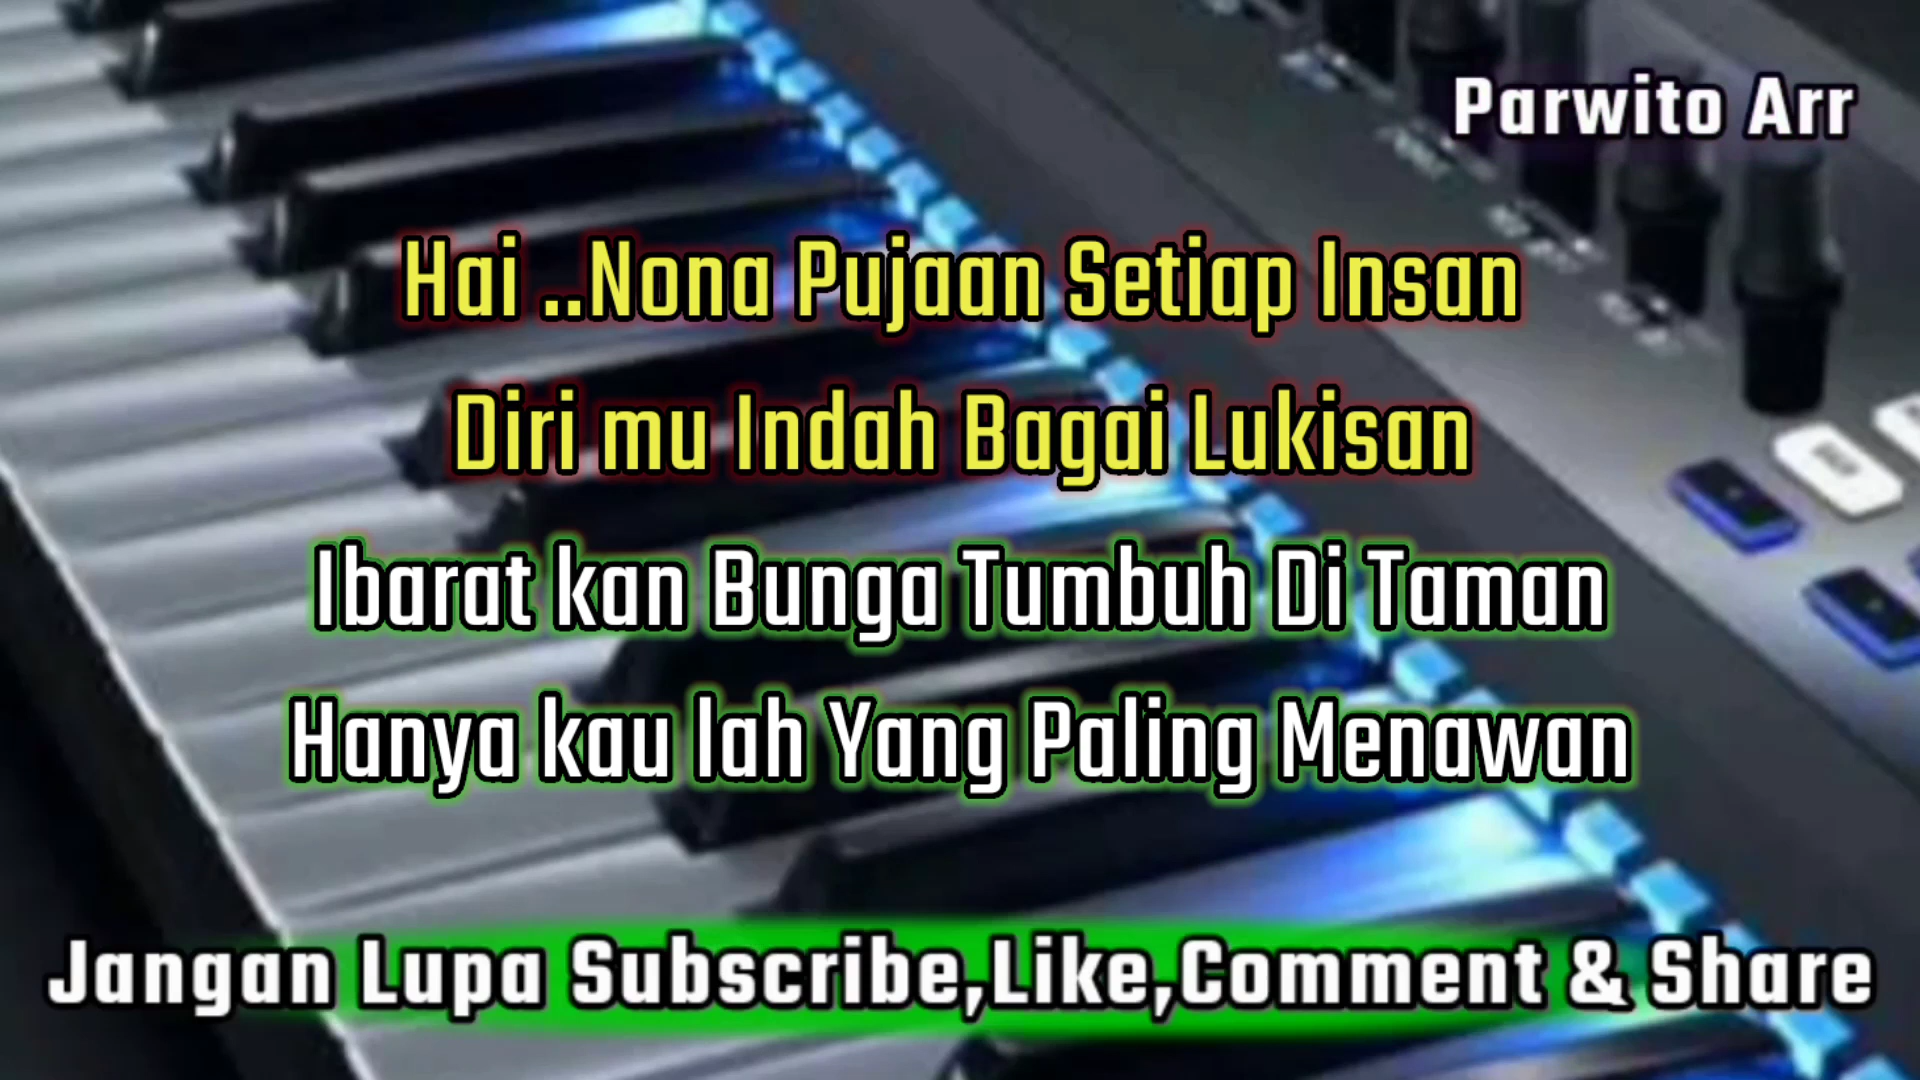 Parwito Arr
Hai ..Nona Pujaan Setiap Insan
Diri mu Indah Bagai Lukisan
Ibarat kan Bunga Tumbuh Di Taman
Hanya kau lah Yang Paling Menawan
Jangan Lupa Subscribe,Like,Comment & Share